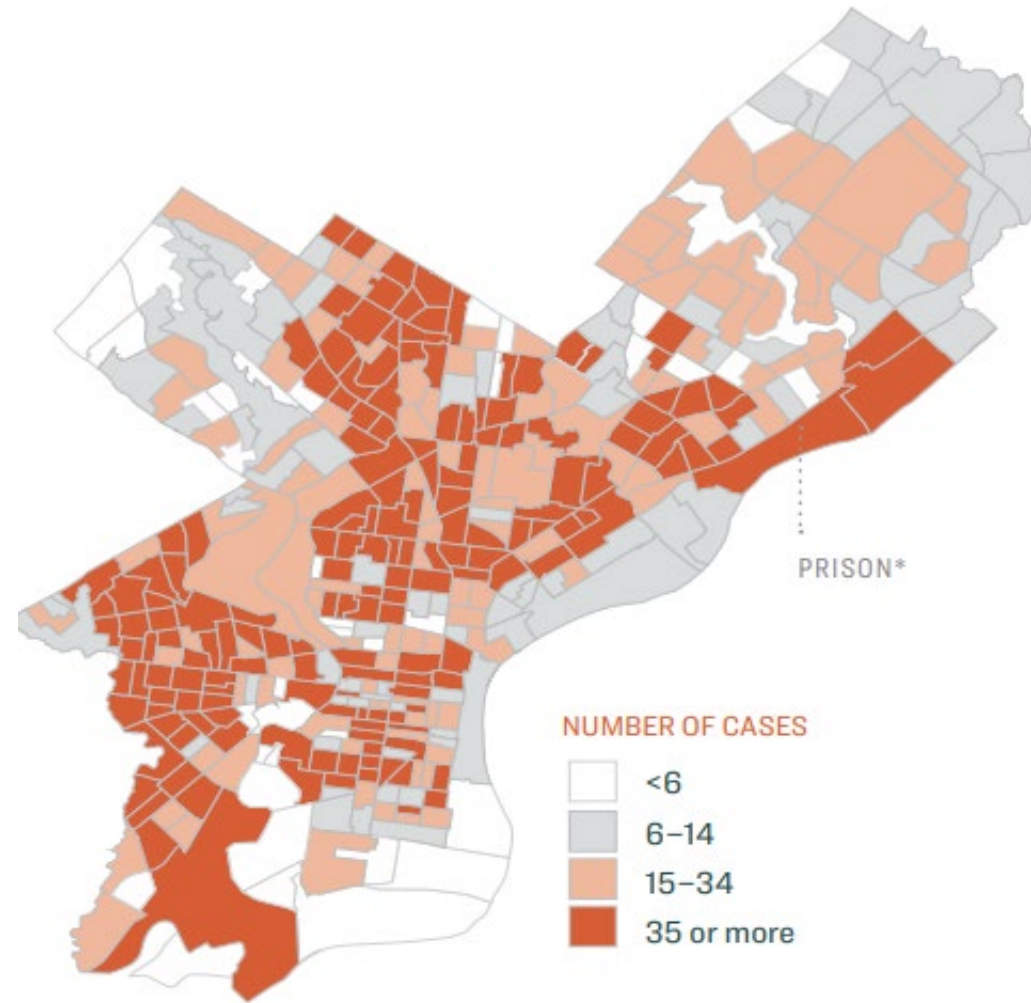 PRISON*
NUMBER OF CASES
<6
6–14
15–34
35 or more